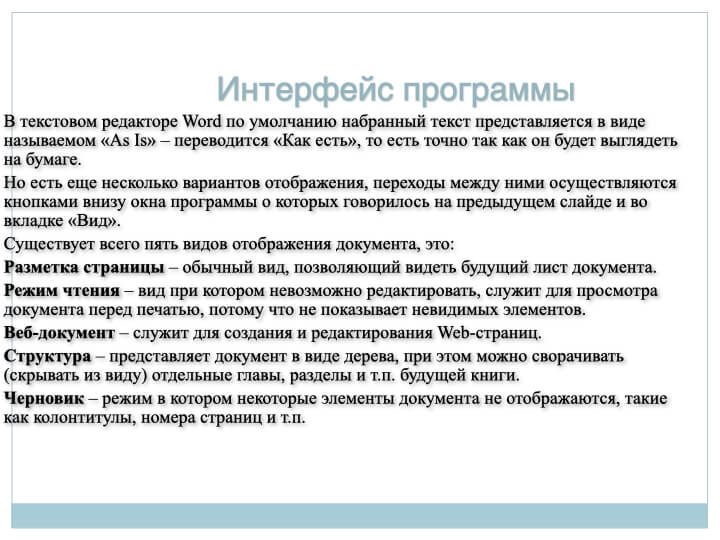 Интерфейс программы
В текстовом редакторе Word по умолчанию набранный текст представляется в виде
называемом «As Is» – переводится «Как есть», то есть точно так как он будет выглядеть
на бумаге.
Но есть еще несколько вариантов отображения, переходы между ними осуществляются
кнопками внизу окна программы о которых говорилось на предыдущем слайде и во
вкладке «Вид».
Существует всего пять видов отображения документа, это:
Разметка страницы – обычный вид, позволяющий видеть будущий лист документа.
Режим чтения – вид при котором невозможно редактировать, служит для просмотра
документа перед печатью, потому что не показывает невидимых элементов.
Веб-документ – служит для создания и редактирования Web-страниц.
Структура – представляет документ в виде дерева, при этом можно сворачивать
(скрывать из виду) отдельные главы, разделы и т.п. будущей книги.
Черновик – режим в котором некоторые элементы документа не отображаются, такие
как колонтитулы, номера страниц и т.п.